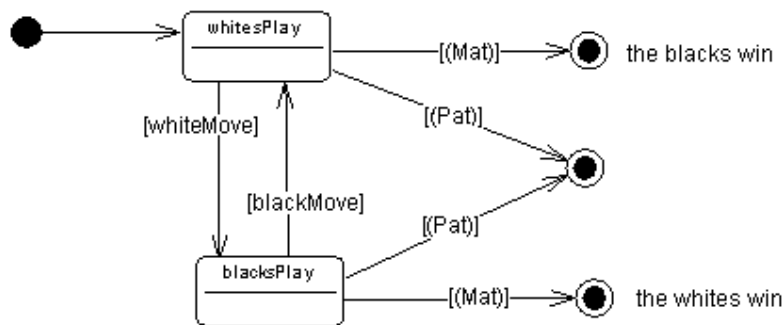 whitesPlay
[(Mat)]
the blacks win
[(Pat)]
[whiteMove]
[blackMove]
[(Pat)]
blacksPlay
[(Mat)]
the whites win